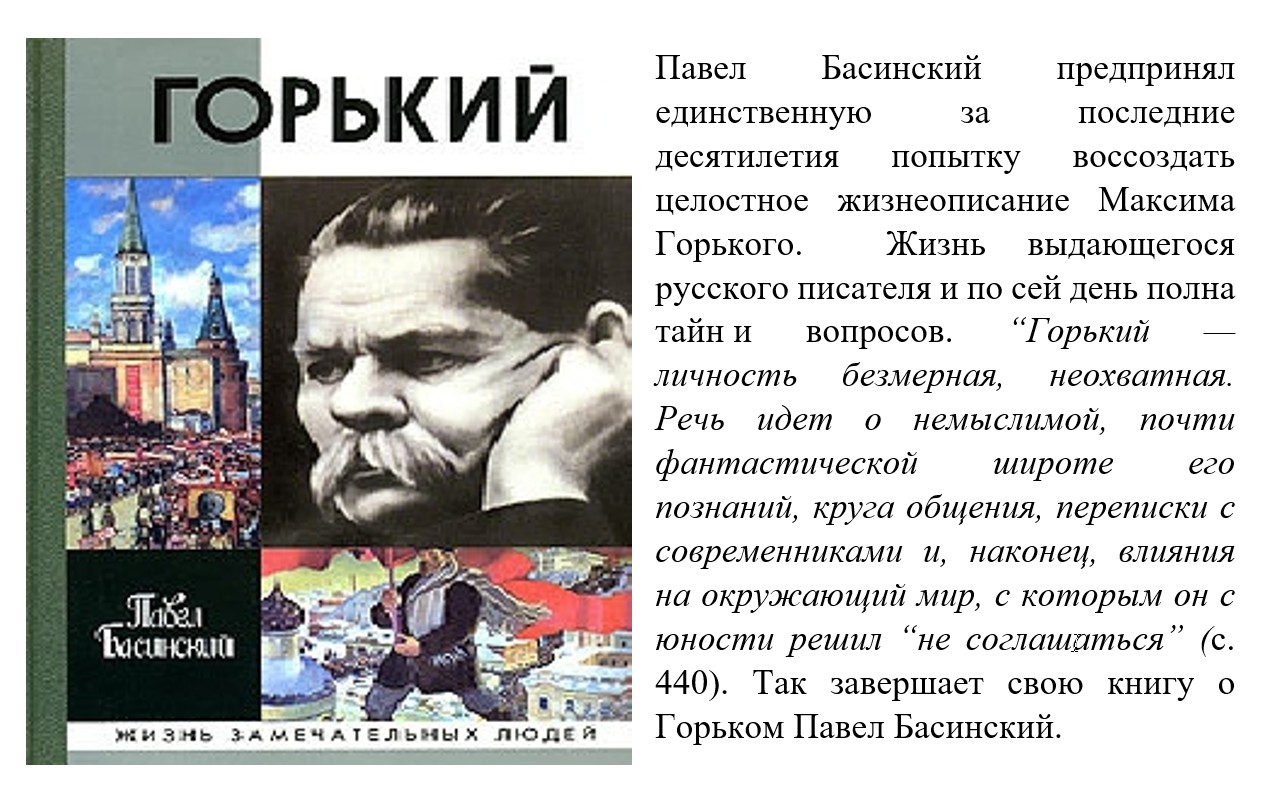 ГОРЬКИЙ
Павел
Басинский
ЖИЗНЬ ЗАМЕЧАТЕЛЬНЫХ ЛЮДЕЙ
Павел Басинский предпринял
единственную за последние
десятилетия попытку воссоздать
целостное жизнеописание Максима
Горького. Жизнь выдающегося
русского писателя и по сей день полна
тайн и вопросов. “Горький —
личность безмерная, неохватная.
Речь идет о немыслимой, почти
фантастической широте его
познаний, круга общения, переписки с
современниками и, наконец, влияния
на окружающий мир, с которым он с
юности решил “не соглашаться” (с.
440). Так завершает свою книгу о
Горьком Павел Басинский.